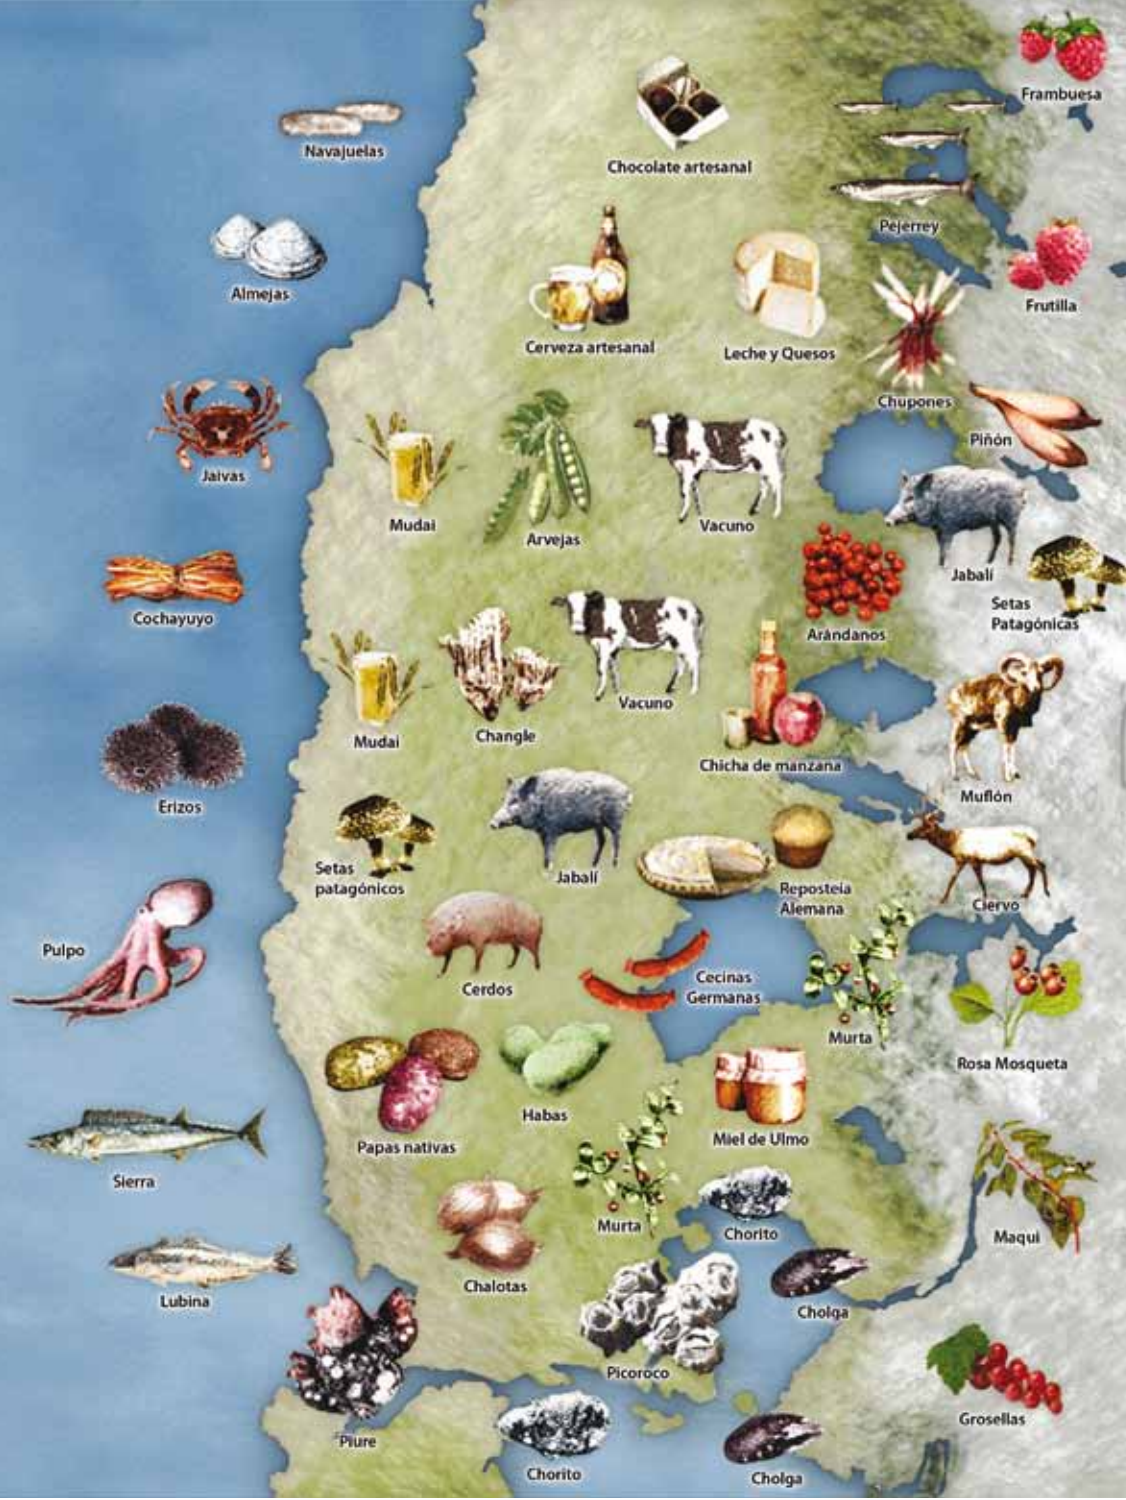 Frambuesa
Navajuelas
Chocolate artesanal
Pejerrey
Almejas
Frutilla
Cerveza artesanal
Leche y Quesos
Chupones
Piñón
Jaivas
Mudai
Arvejas
Vacuno
Jabalí
Setas
Patagónicas
Cochayuyo
Arándanos
Vacuno
Mudai
Changle
Chicha de manzana
Muflón
Erizos
Setas
patagónicos
Jabalí
Reposteía
Alemana
Ciervo
Pulpo
Cerdos
Cecinas
Germanas
Murta
Rosa Mosqueta
Habas
Papas nativas
Miel de Ulmo
Sierra
Murta
Chorito
Maqui
Chalotas
Lubina
Cholga
Picoroco
Grosellas
Piure
Chorito
Cholga